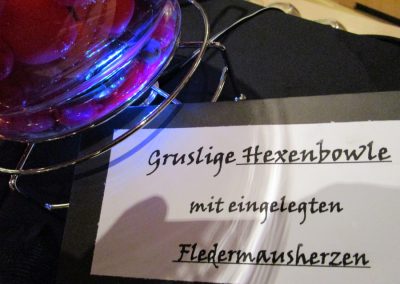 Gruslige Hexenbowle
mit eingelegten
Fledermausherzen